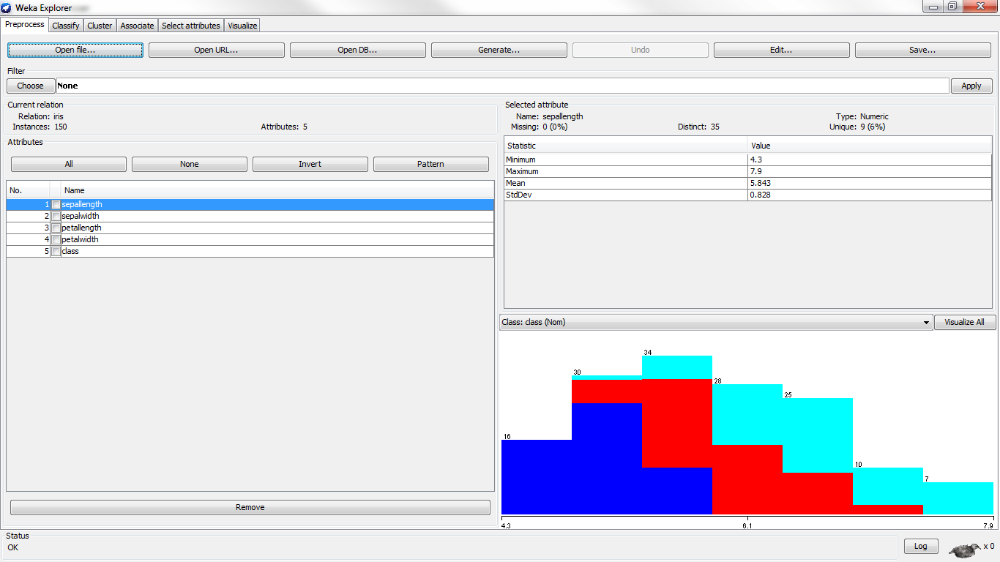 Weka Explorer
Preprocess Classify Cluster Associate Select attributes Visualize
Open file... Open URL... Open DB... Generate... Undo Edit... Save...
Filter
Choose None Apply
Current relation
Relation: iris
Instances: 150 Attributes: 5
Attributes
All None Invert Pattern
No. Name
1 sepallength
2 sepalwidth
3 petallength
4 petalwidth
5 class
Remove
Selected attribute
Name: sepallength Type: Numeric
Missing: 0 (0%) Distinct: 35 Unique: 9 (6%)
Statistic Value
Minimum 4.3
Maximum 7.9
Mean 5.843
StdDev 0.828
Class: class (Nom) Visualize All
16 30 34 28 25 10 7
4.3 6.1 7.9
Status
OK Log x 0